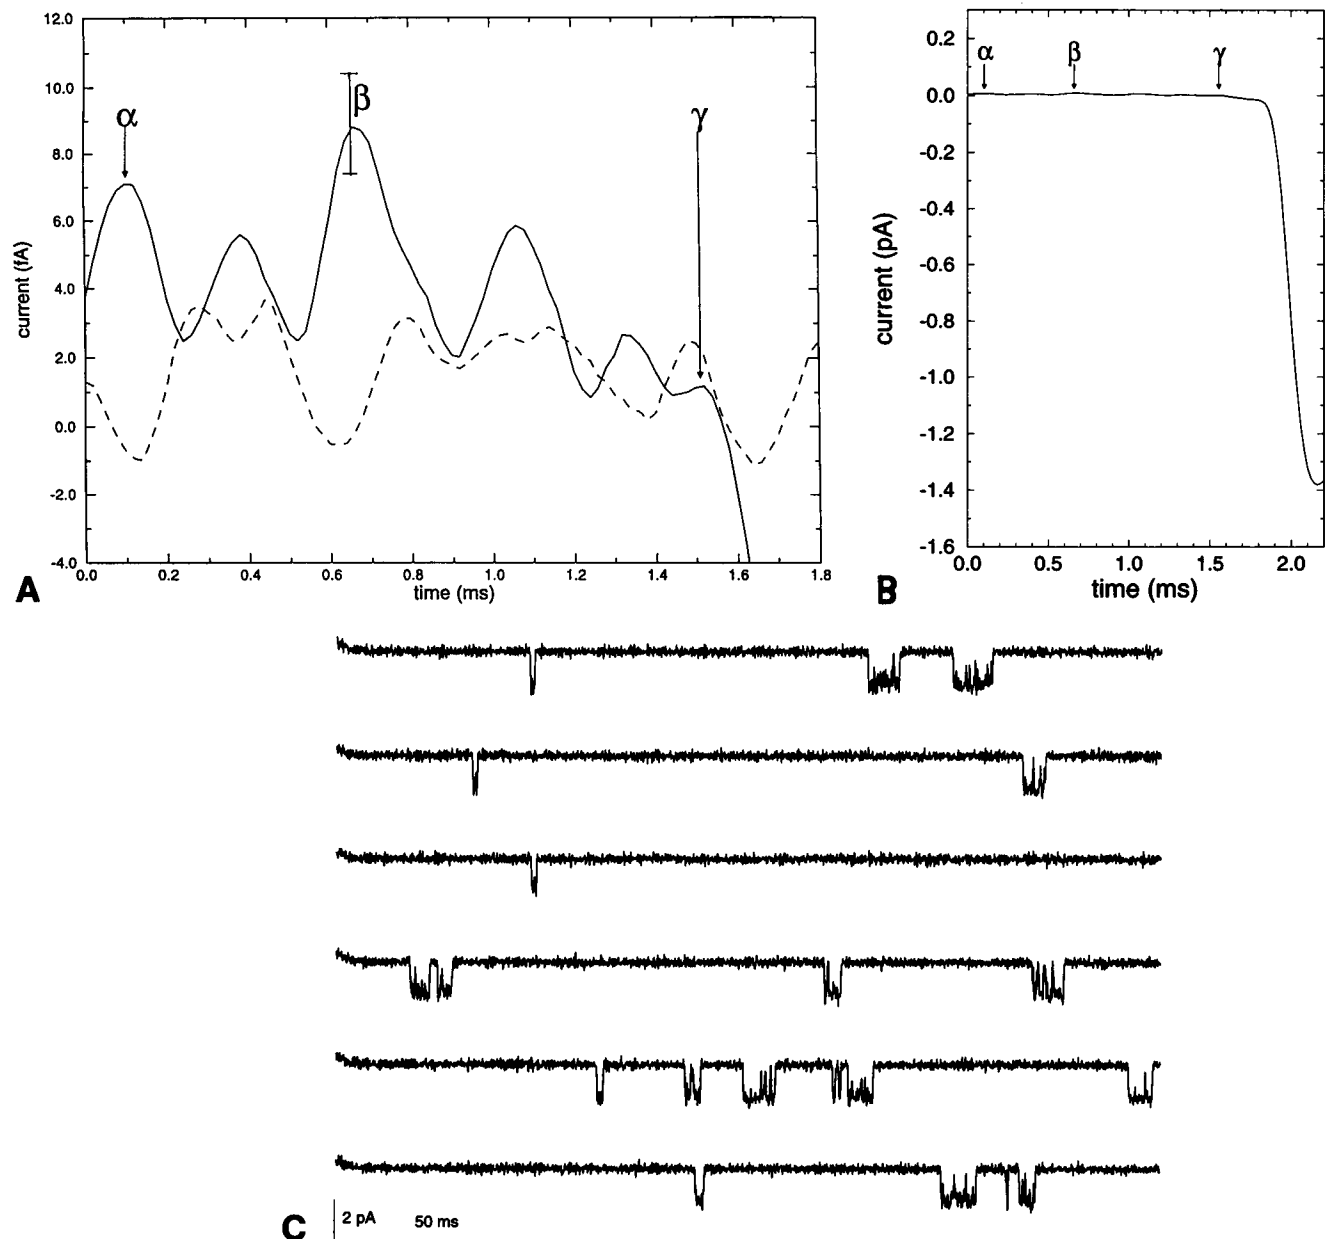 12.0
10.0
8.0
6.0
4.0
2.0
0.0
-2.0
-4.0
current (fA)
α
β
γ
0.0 0.2 0.4 0.6 0.8 1.0 1.2 1.4 1.6 1.8
time (ms)
A
0.2
0.0
-0.2
-0.4
-0.6
-0.8
-1.0
-1.2
-1.4
-1.6
current (pA)
α β γ
0.0 0.5 1.0 1.5 2.0
time (ms)
B
C
2 pA 50 ms